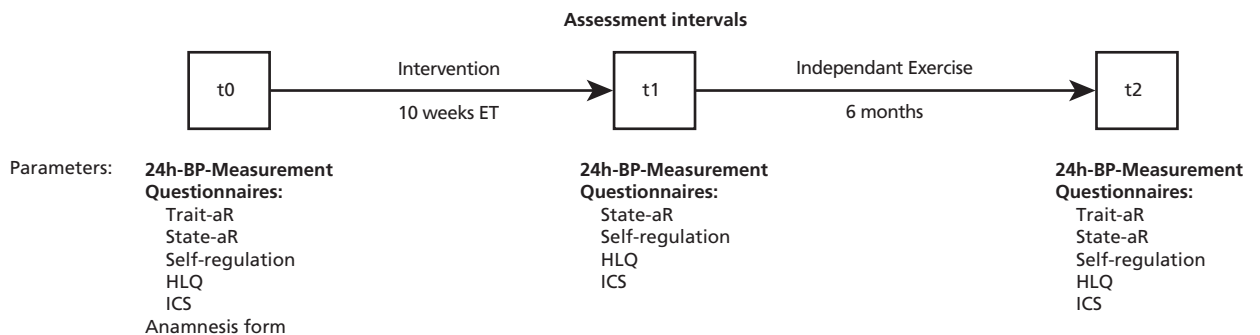 Assessment intervals
t0
Intervention
10 weeks ET
t1
Independant Exercise
6 months
t2
Parameters:
24h-BP-Measurement
Questionnaires:
Trait-aR
State-aR
Self-regulation
HLQ
ICS
Anamnesis form
24h-BP-Measurement
Questionnaires:
State-aR
Self-regulation
HLQ
ICS
24h-BP-Measurement
Questionnaires:
Trait-aR
State-aR
Self-regulation
HLQ
ICS